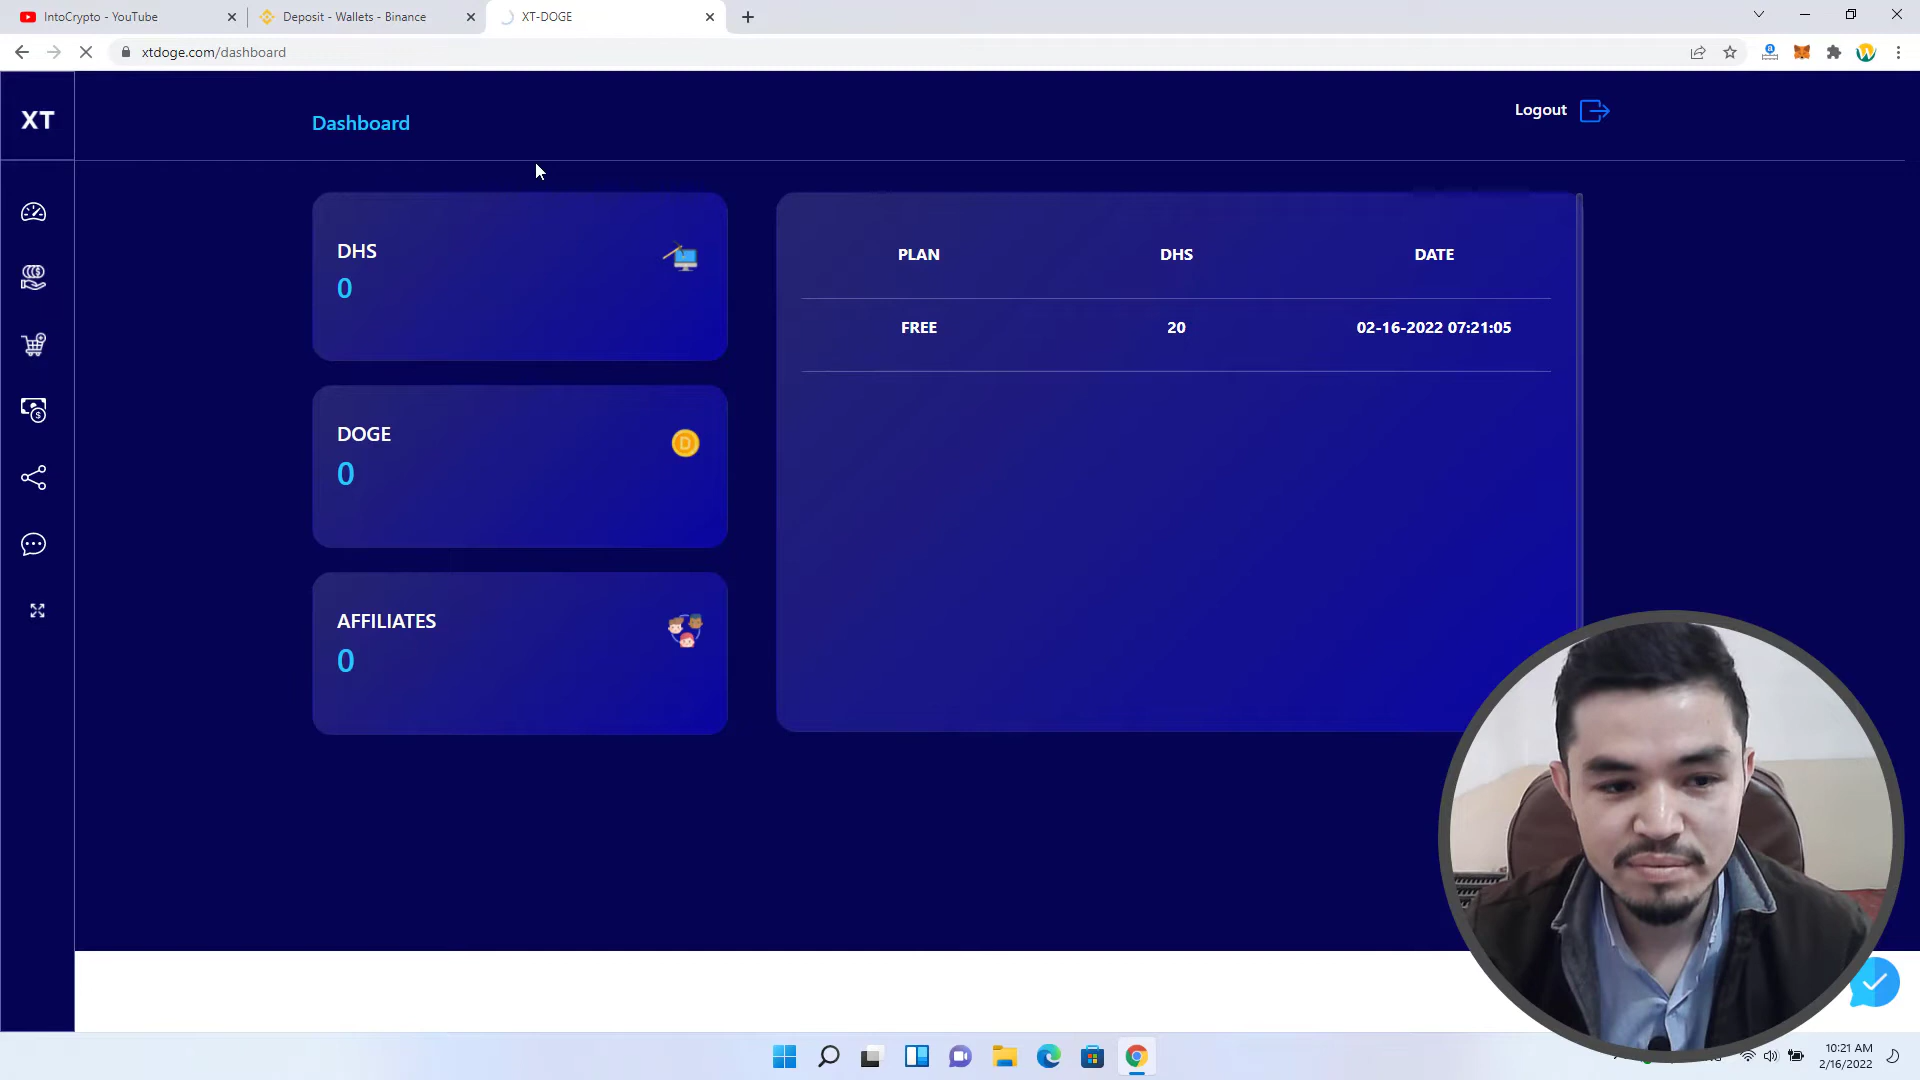 IntoCrypto - YouTube
Deposit - Wallets - Binance
XT-DOGE
xtdoge.com/dashboard
XT
Dashboard
Logout
DHS
0
DOGE
0
AFFILIATES
0
PLAN DHS DATE
FREE 20 02-16-2022 07:21:05
10:21 AM
2/16/2022